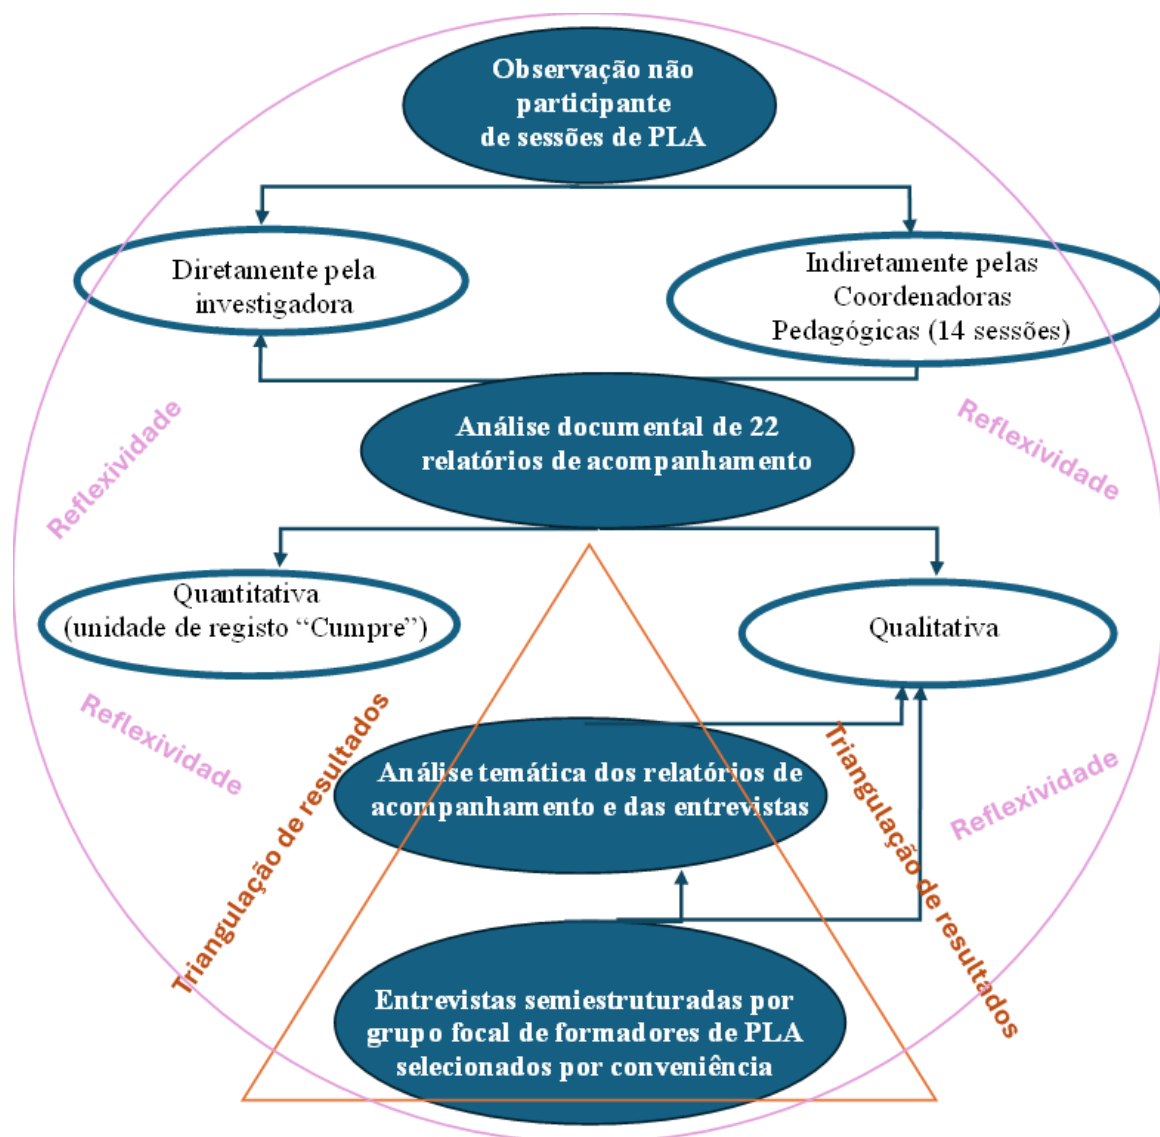 Observação não
participante
de sessões de PLA
Diretamente pela
investigadora
Indiretamente pelas
Coordenadoras
Pedagógicas (14 sessões)
Análise documental de 22
relatórios de acompanhamento
Reflexividade
Reflexividade
Quantitativa
(unidade de registo “Cumpre”)
Qualitativa
Reflexividade
Triangulação de resultados
Análise temática dos relatórios de
acompanhamento e das entrevistas
Triangulação de resultados
Reflexividade
Entrevistas semiestruturadas por
grupo focal de formadores de PLA
selecionados por conveniência